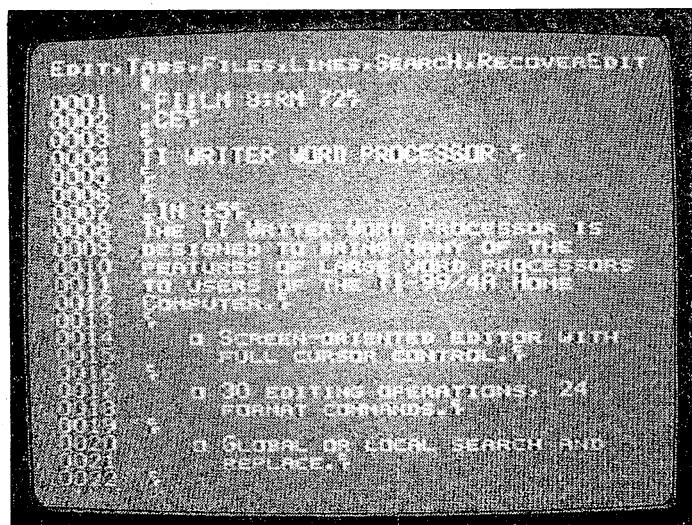 EDIT,TABS,FILES,LINES,SEARCH,RECOVEREDIT
0001 .FI;LM 8;RM 72
0002 .CE
0003
0004 TI WRITER WORD PROCESSOR
0005
0006
0007 .IN +5
0008 THE TI WRITER WORD PROCESSOR IS
0009 DESIGNED TO BRING MANY OF THE
0010 FEATURES OF LARGE WORD PROCESSORS
0011 TO USERS OF THE TI-99/4A HOME
0012 COMPUTER.
0013
0014 o SCREEN-ORIENTED EDITOR WITH
0015 FULL CURSOR CONTROL.
0016
0017 o 30 EDITING OPERATIONS, 24
0018 FORMAT COMMANDS.
0019
0020 o GLOBAL OR LOCAL SEARCH AND
0021 REPLACE.
0022